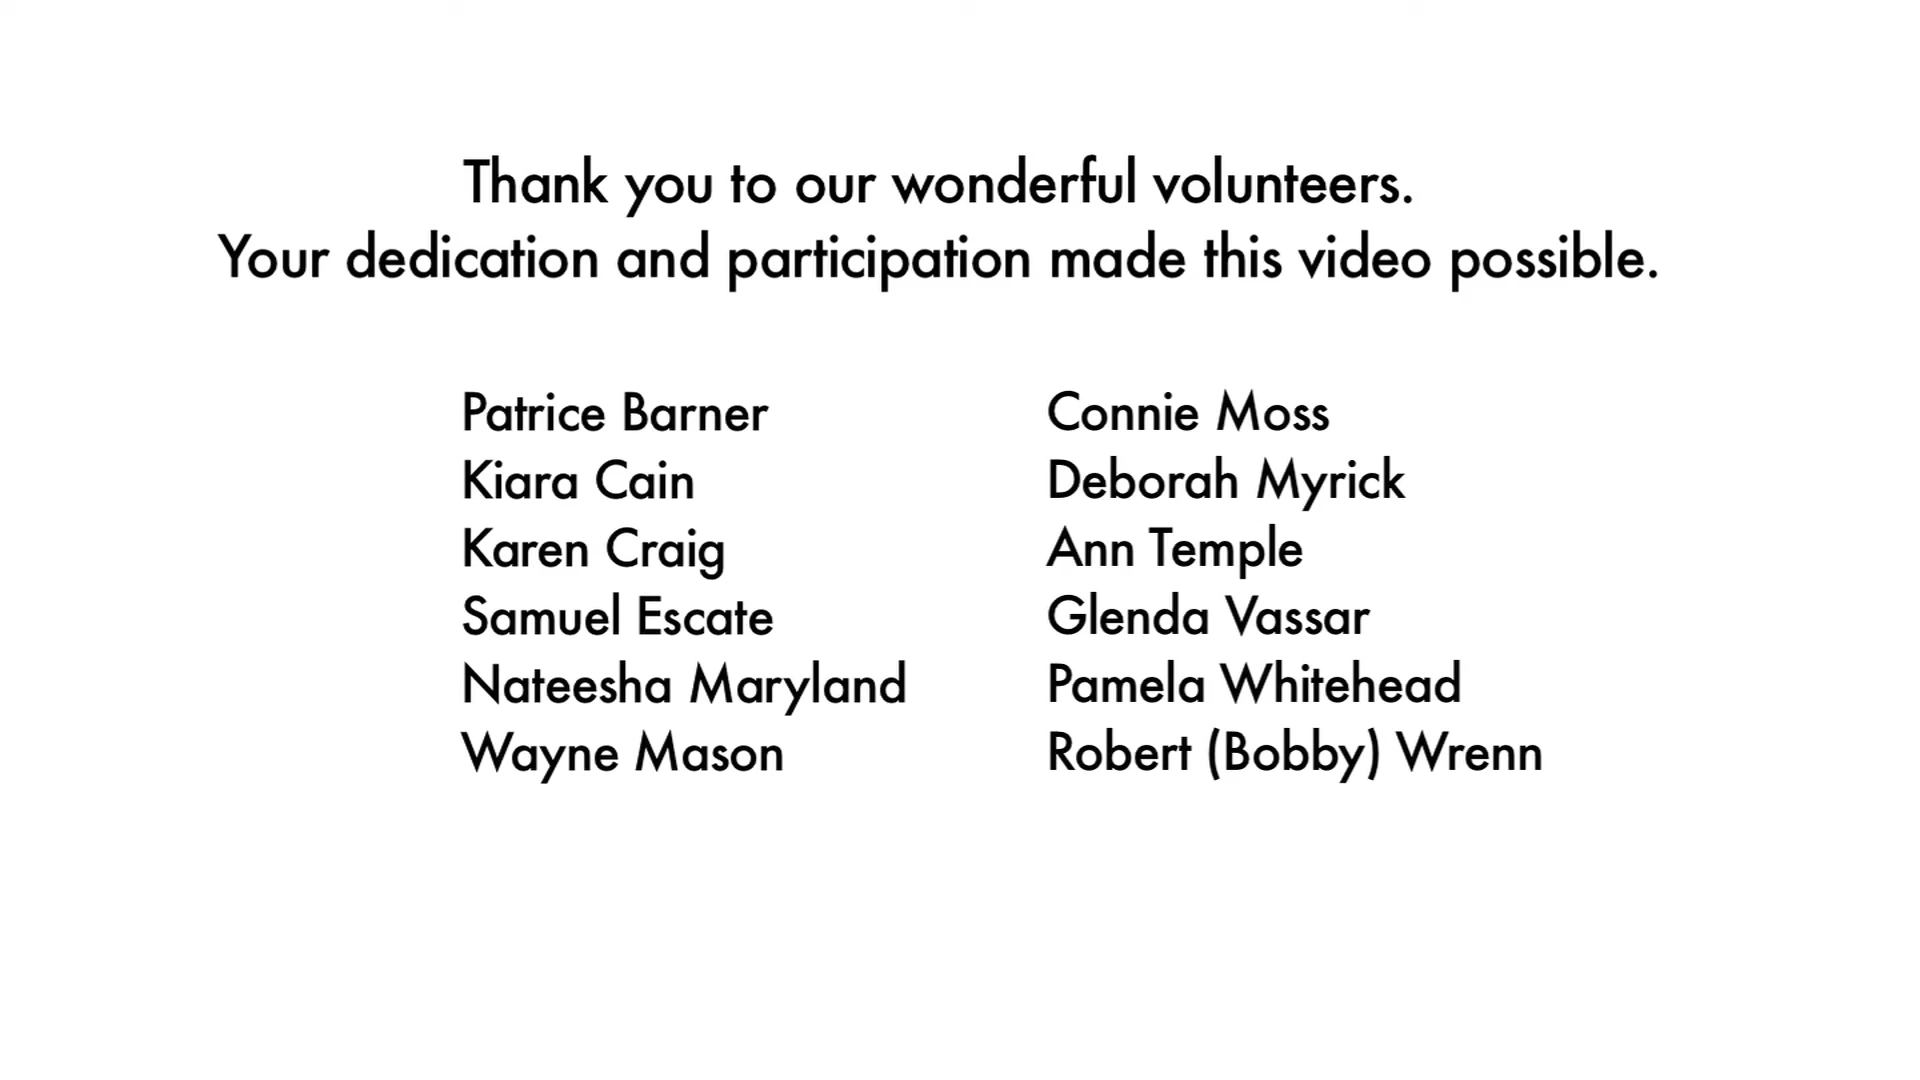 Thank you to our wonderful volunteers.
Your dedication and participation made this video possible.
Patrice Barner
Kiara Cain
Karen Craig
Samuel Escate
Nateesha Maryland
Wayne Mason
Connie Moss
Deborah Myrick
Ann Temple
Glenda Vassar
Pamela Whitehead
Robert (Bobby) Wrenn